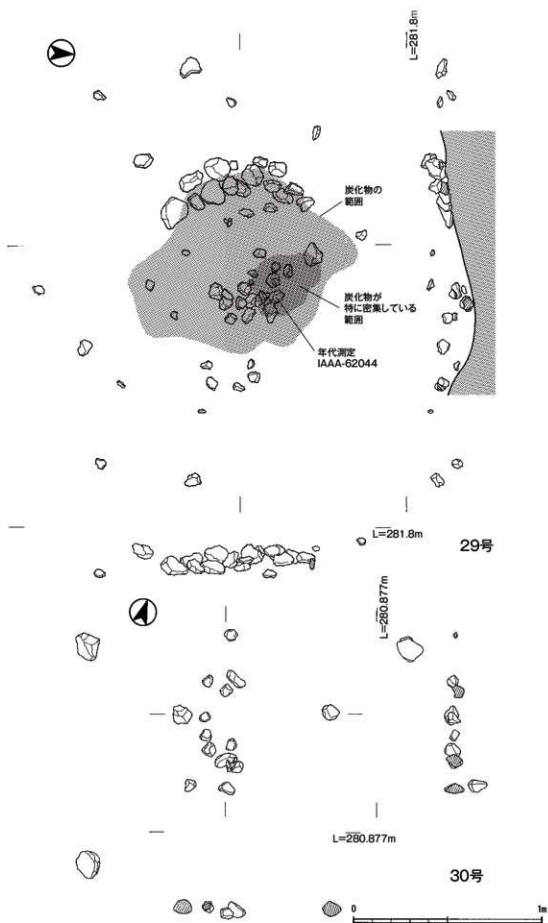 L=281.8m
炭化物の
範囲
炭化物が
特に密集している
範囲
年代測定
IAAA-62044
L=281.8m
29号
L=280.877m
L=280.877m
30号
0
1m